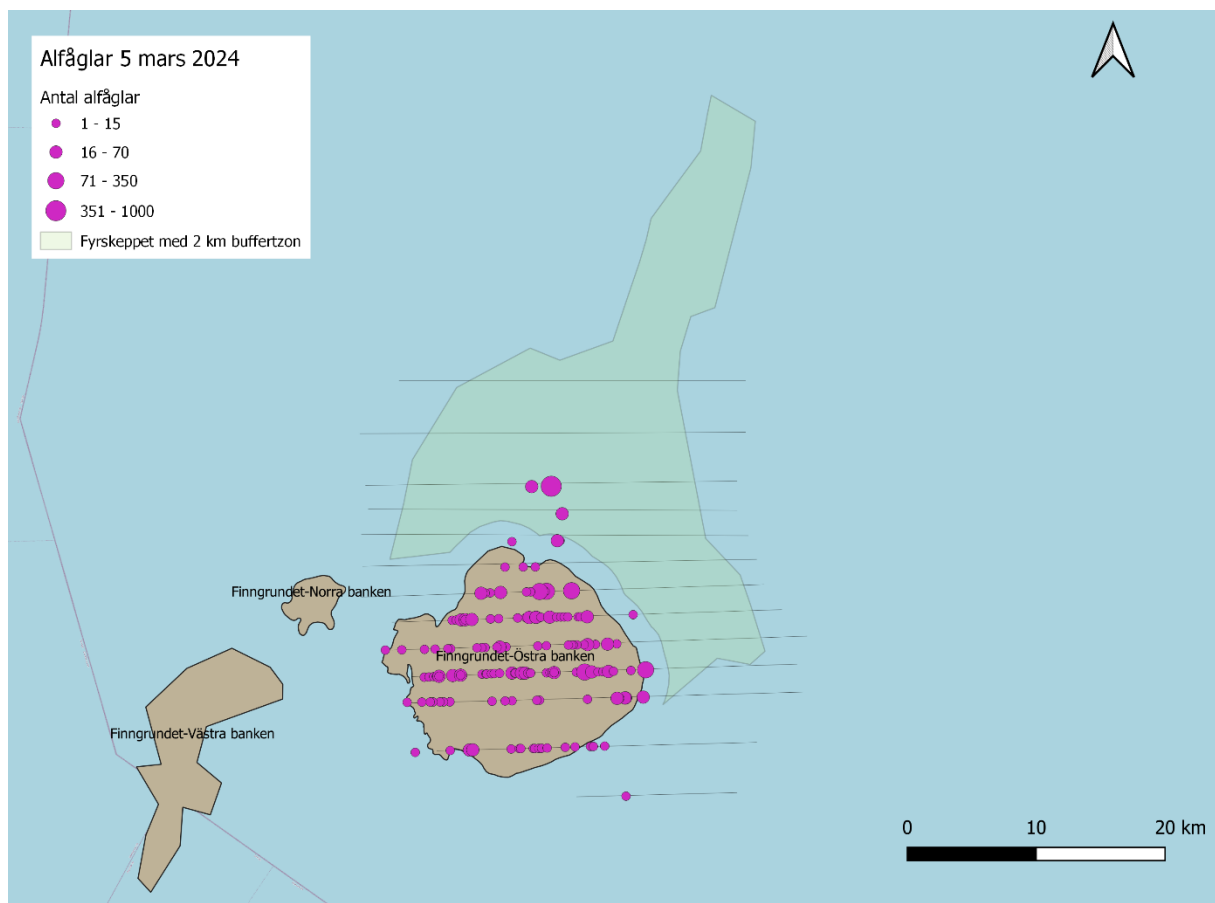 Alfåglar 5 mars 2024
Antal alfåglar
1 - 15
16 - 70
71 - 350
351 - 1000
Fyrskeppet med 2 km buffertzon
Finngrundet-Norra banken
Finngrundet-Östra banken
Finngrundet-Västra banken
0 10 20 km